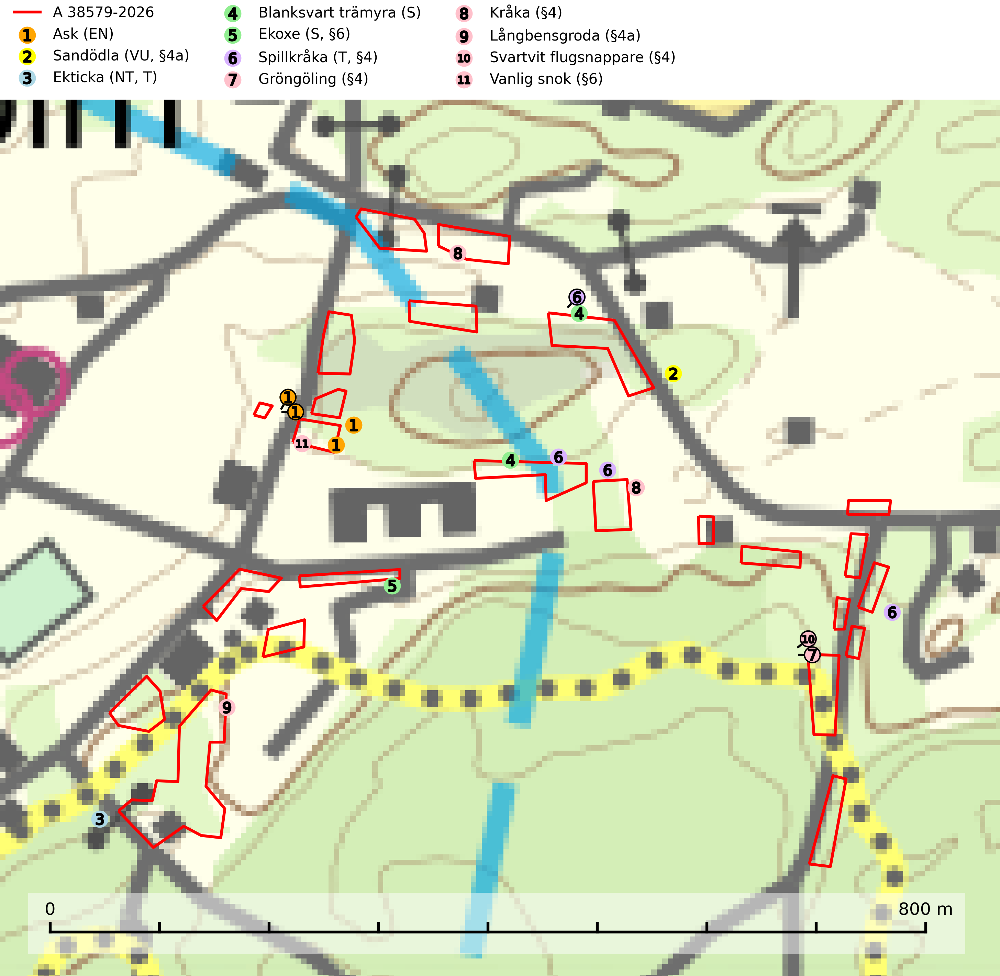 A 38579-2026
1 Ask (EN)
2 Sandödla (VU, §4a)
3 Ekticka (NT, T)
4 Blanksvart trämyra (S)
5 Ekoxe (S, §6)
6 Spillkråka (T, §4)
7 Gröngöling (§4)
8 Kråka (§4)
9 Långbensgroda (§4a)
10 Svartvit flugsnappare (§4)
11 Vanlig snok (§6)
8
6
4
2
1
1
1
11
1
4
6
6
8
5
6
10
7
9
3
0 800 m